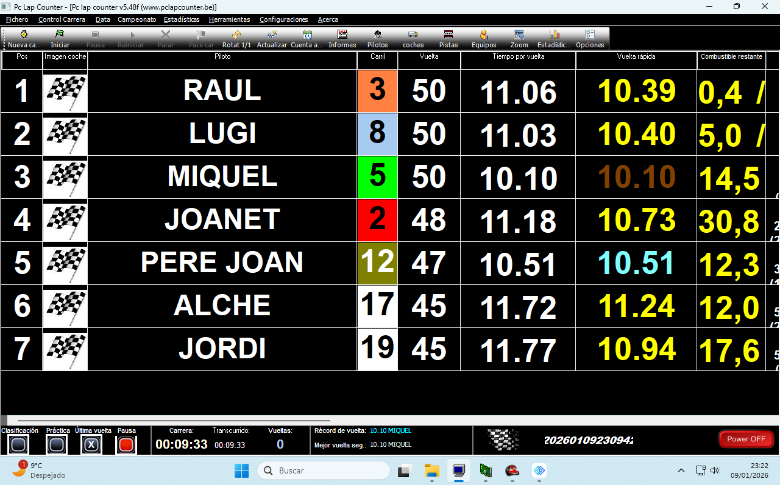 Pc Lap Counter - [Pc lap counter v5.48f (www.pclapcounter.be)]
Fichero Control Carrera Data Campeonato Estadísticas Herramientas Configuraciones Acerca
Nueva ca... Iniciar Pausa Reiniciar Parar Pace car Rotat 1/1 Actualizar Cuenta a Informes Pilotos coches Pistas Equipos Zoom Estadístic... Opciones
Pos Imagen coche Piloto Carril Vuelta Tiempo por vuelta Vuelta rápida Combustible restante
1 RAUL 3 50 11.06 10.39 0,4 /
2 LUGI 8 50 11.03 10.40 5,0 /
3 MIQUEL 5 50 10.10 10.10 14,5
4 JOANET 2 48 11.18 10.73 30,8
5 PERE JOAN 12 47 10.51 10.51 12,3
6 ALCHE 17 45 11.72 11.24 12,0
7 JORDI 19 45 11.77 10.94 17,6
Clasificación Práctica Última vuelta Pausa Carrera: Transcurrido: Vueltas: Récord de vuelta: 10.10 MIQUEL
X 00:09:33 00:09:33 0 Mejor vuelta seg.: 10.10 MIQUEL
20260109230942 Power OFF
1 9°C Despejado Buscar 23:22
09/01/2026